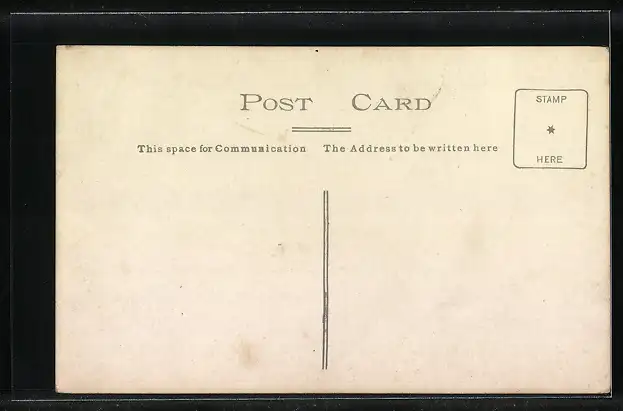 POST CARD
STAMP
HERE
This space for Communication The Address to be written here